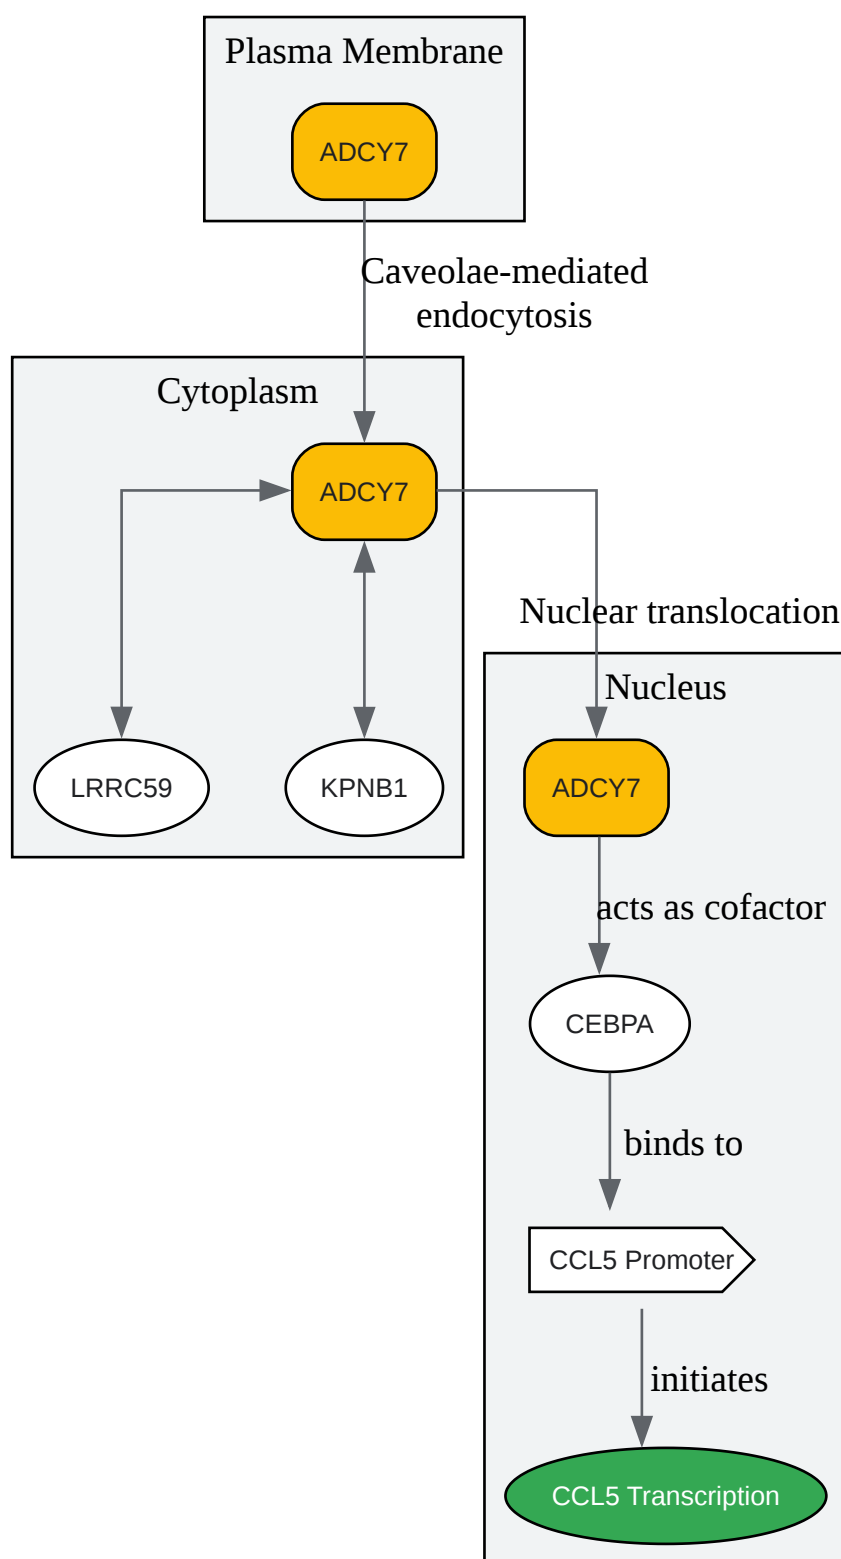 Plasma Membrane
ADCY7
Caveolae-mediated
endocytosis
Cytoplasm
ADCY7
Nuclear translocation
Nucleus
LRRC59
KPNB1
ADCY7
acts as cofactor
CEBPA
binds to
CCL5 Promoter
initiates
CCL5 Transcription